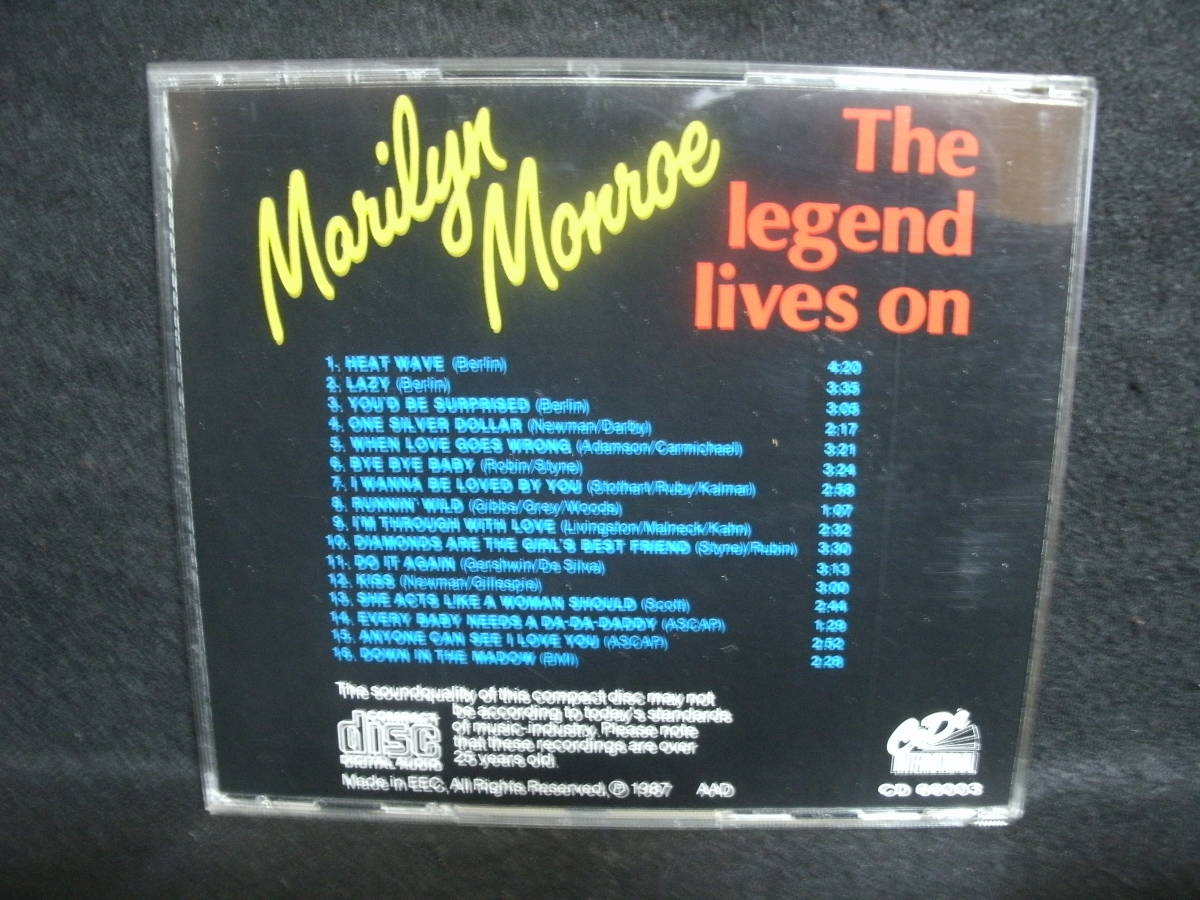 Marilyn
Monroe
The
legend
lives on
1. HEAT WAVE (Berlin) 4:20
2. LAZY (Berlin) 3:35
3. YOU'D BE SURPRISED (Berlin) 3:05
4. ONE SILVER DOLLAR (Newman/Darby) 2:17
5. WHEN LOVE GOES WRONG (Adamson/Carmichael) 3:21
6. BYE BYE BABY (Robin/Styne) 3:24
7. I WANNA BE LOVED BY YOU (Stothart/Ruby/Kalmar) 2:58
8. RUNNIN' WILD (Gibbs/Grey/Woods) 1:07
9. I'M THROUGH WITH LOVE (Livingston/Malneck/Kahn) 2:32
10. DIAMONDS ARE THE GIRL'S BEST FRIEND (Styne)/Rubin) 3:30
11. DO IT AGAIN (Gershwin/De Silva) 3:13
12. KISS (Newman/Gillespie) 3:00
13. SHE ACTS LIKE A WOMAN SHOULD (Scott) 2:44
14. EVERY BABY NEEDS A DA-DA-DADDY (ASCAP) 1:29
15. ANYONE CAN SEE I LOVE YOU (ASCAP) 2:52
16. DOWN IN THE MADOW (BMI) 2:28
The soundquality of this compact disc may not
be according to today's standards
of music-industry. Please note
that these recordings are over
25 years old.
COMPACT
disc
DIGITAL AUDIO
Made in EEC, All Rights Reserved, ℗ 1987 AAD
INTERNATIONAL
CD 66003